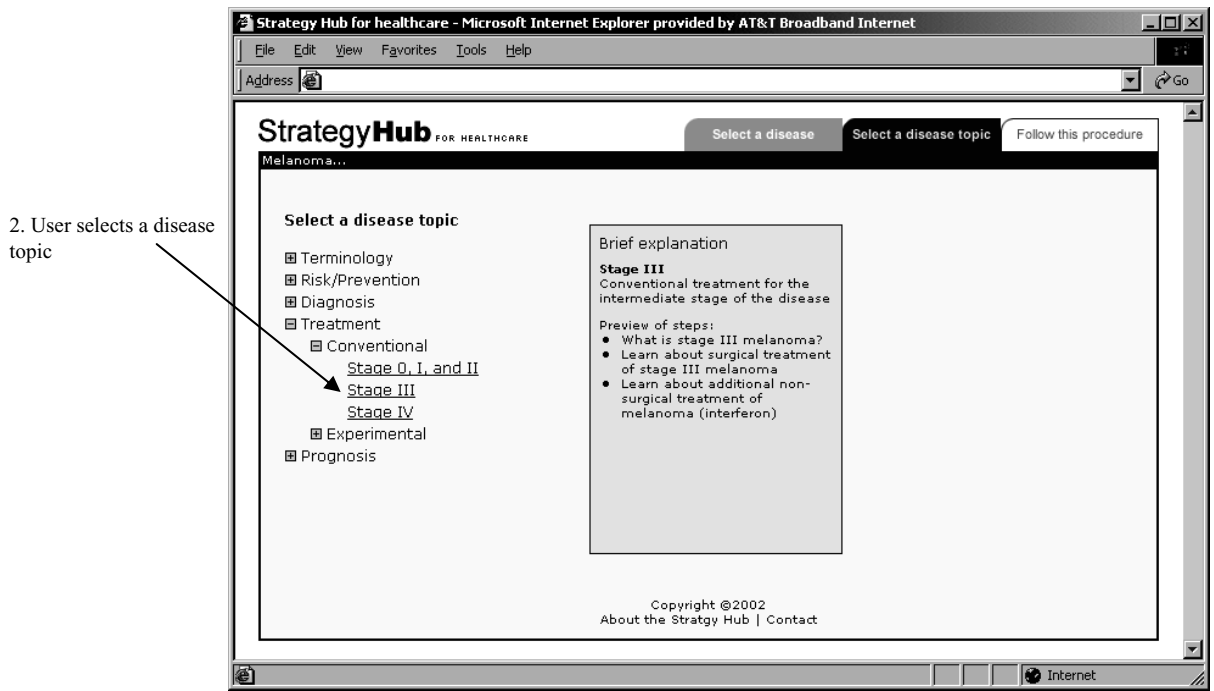 Strategy Hub for healthcare - Microsoft Internet Explorer provided by AT&T Broadband Internet
File Edit View Favorites Tools Help
Address Go
StrategyHub FOR HEALTHCARE
Select a disease Select a disease topic Follow this procedure
Melanoma...
2. User selects a disease
topic
Select a disease topic
Terminology
Risk/Prevention
Diagnosis
Treatment
Conventional
Stage 0, I, and II
Stage III
Stage IV
Experimental
Prognosis
Brief explanation
Stage III
Conventional treatment for the
intermediate stage of the disease
Preview of steps:
• What is stage III melanoma?
• Learn about surgical treatment
of stage III melanoma
• Learn about additional non-
surgical treatment of
melanoma (interferon)
Copyright ©2002
About the Stratgy Hub | Contact
Internet